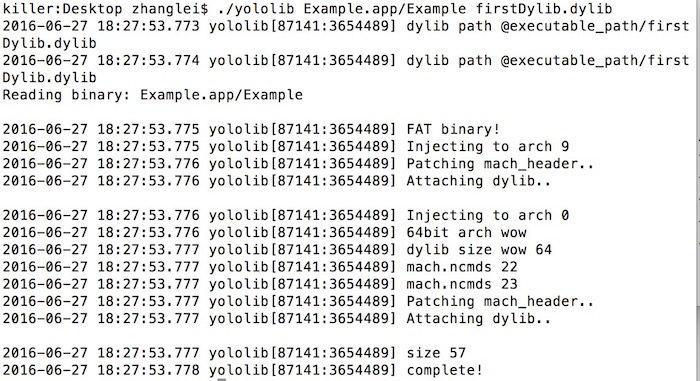 killer:Desktop zhanglei$ ./yololib Example.app/Example firstDylib.dylib
2016-06-27 18:27:53.773 yololib[87141:3654489] dylib path @executable_path/first
Dylib.dylib
2016-06-27 18:27:53.774 yololib[87141:3654489] dylib path @executable_path/first
Dylib.dylib
Reading binary: Example.app/Example
2016-06-27 18:27:53.775 yololib[87141:3654489] FAT binary!
2016-06-27 18:27:53.775 yololib[87141:3654489] Injecting to arch 9
2016-06-27 18:27:53.776 yololib[87141:3654489] Patching mach_header..
2016-06-27 18:27:53.776 yololib[87141:3654489] Attaching dylib..
2016-06-27 18:27:53.776 yololib[87141:3654489] Injecting to arch 0
2016-06-27 18:27:53.776 yololib[87141:3654489] 64bit arch wow
2016-06-27 18:27:53.777 yololib[87141:3654489] dylib size wow 64
2016-06-27 18:27:53.777 yololib[87141:3654489] mach.ncmds 22
2016-06-27 18:27:53.777 yololib[87141:3654489] mach.ncmds 23
2016-06-27 18:27:53.777 yololib[87141:3654489] Patching mach_header..
2016-06-27 18:27:53.777 yololib[87141:3654489] Attaching dylib..
2016-06-27 18:27:53.777 yololib[87141:3654489] size 57
2016-06-27 18:27:53.778 yololib[87141:3654489] complete!